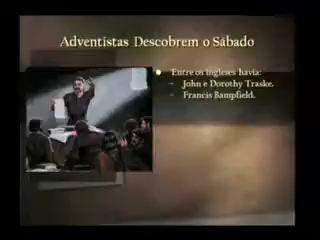 Adventistas Descobrem o Sábado
Entre os ingleses havia:
- John e Dorothy Traske.
- Francis Bampfield.